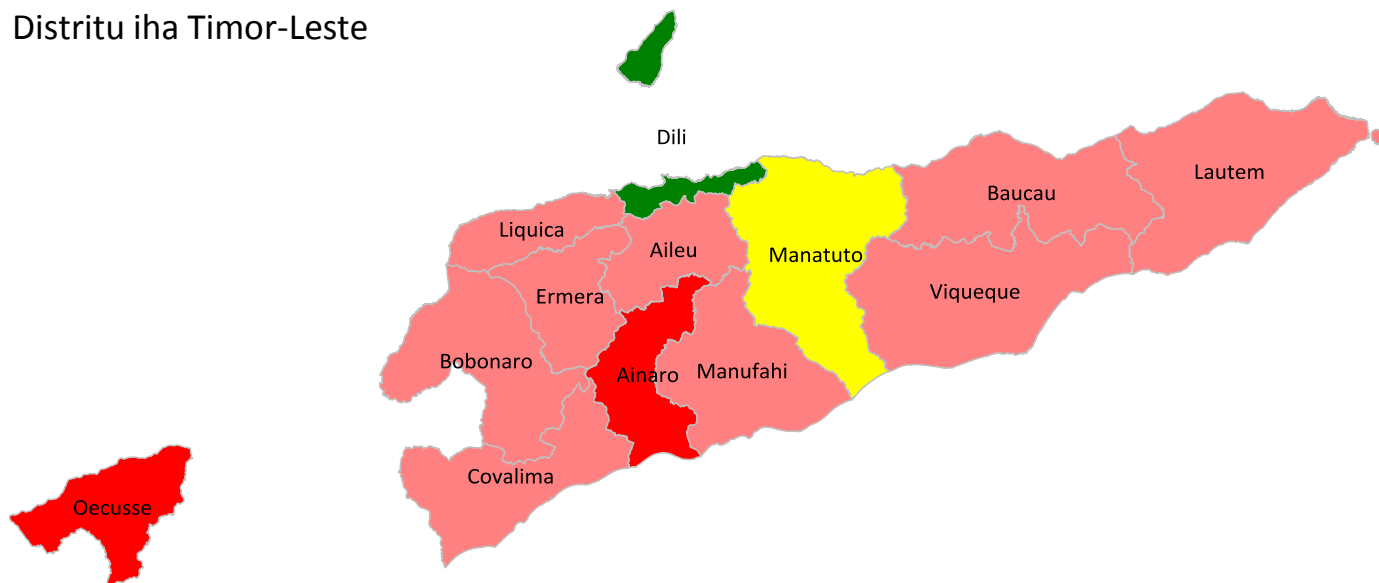 Distritu iha Timor-Leste
Dili
Lautem
Baucau
Liquica
Aileu
Manatuto
Viqueque
Ermera
Bobonaro
Ainaro
Manufahi
Covalima
Oecusse